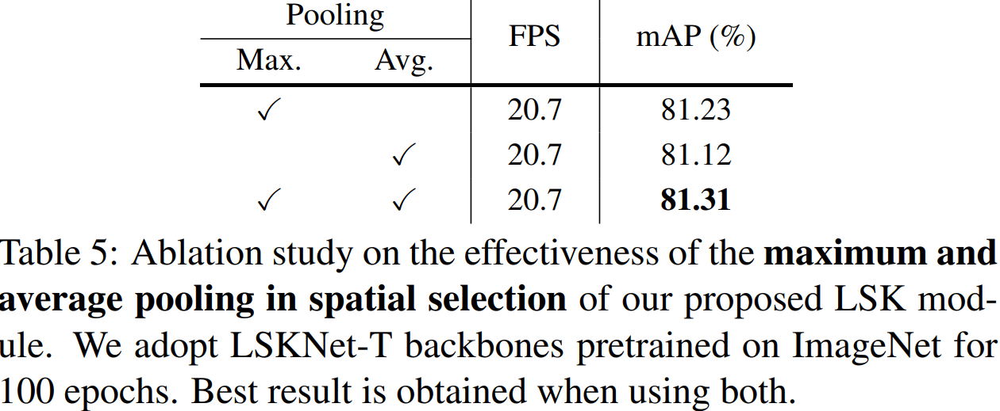 Pooling FPS mAP (%)
Max. Avg.
✓ 20.7 81.23
✓ 20.7 81.12
✓ ✓ 20.7 81.31
Table 5: Ablation study on the effectiveness of the maximum and
average pooling in spatial selection of our proposed LSK mod-
ule. We adopt LSKNet-T backbones pretrained on ImageNet for
100 epochs. Best result is obtained when using both.